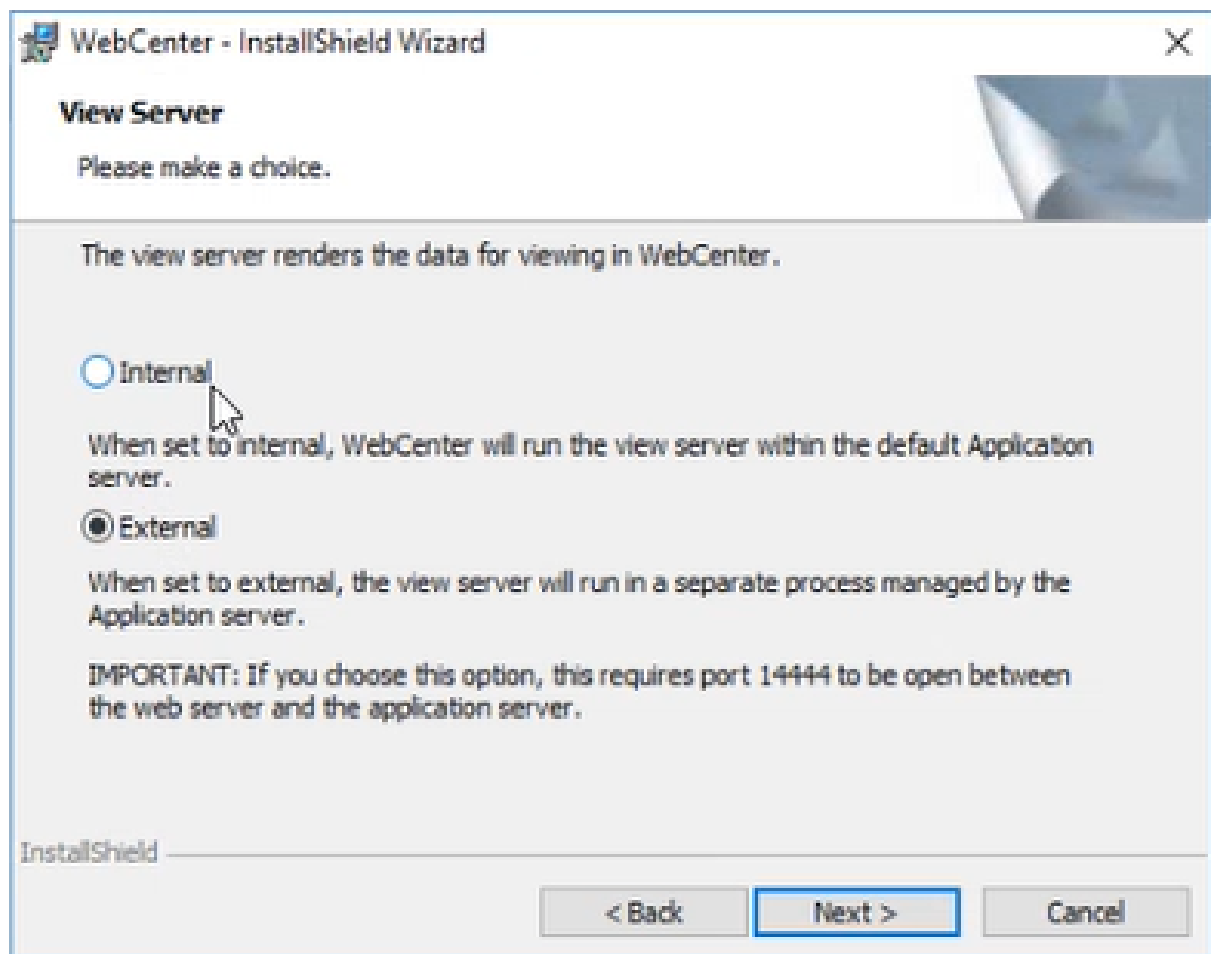 WebCenter - InstallShield Wizard
View Server
Please make a choice.
The view server renders the data for viewing in WebCenter.
Internal
When set to internal, WebCenter will run the view server within the default Application
server.
External
When set to external, the view server will run in a separate process managed by the
Application server.
IMPORTANT: If you choose this option, this requires port 14444 to be open between
the web server and the application server.
InstallShield
< Back
Next >
Cancel